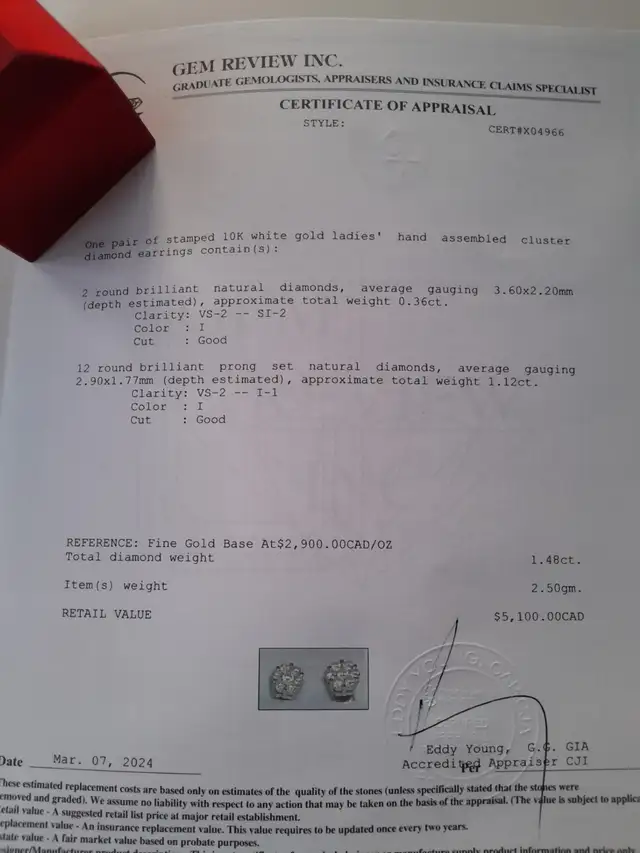 GEM REVIEW INC.
GRADUATE GEMOLOGISTS, APPRAISERS AND INSURANCE CLAIMS SPECIALIST
CERTIFICATE OF APPRAISAL
STYLE:
CERT#X04966
One pair of stamped 10K white gold ladies' hand assembled cluster
diamond earrings contain(s):
2 round brilliant natural diamonds, average gauging 3.60x2.20mm
(depth estimated), approximate total weight 0.36ct.
Clarity: VS-2 -- SI-2
Color : I
Cut : Good
12 round brilliant prong set natural diamonds, average gauging
2.90x1.77mm (depth estimated), approximate total weight 1.12ct.
Clarity: VS-2 -- I-1
Color : I
Cut : Good
REFERENCE: Fine Gold Base At$2,900.00CAD/OZ
Total diamond weight 1.48ct.
Item(s) weight 2.50gm.
RETAIL VALUE $5,100.00CAD
Eddy Young, G.G. GIA
Date Mar. 07, 2024 Per Accredited Appraiser CJI
These estimated replacement costs are based only on estimates of the quality of the stones (unless specifically stated that the stones were
emoved and graded). We assume no liability with respect to any action that may be taken on the basis of the appraisal. (The value is subject to applica
etail value - A suggested retail list price at major retail establishment.
eplacement value - An insurance replacement value. This value requires to be updated once every two years.
state value - A fair market value based on probate purposes.